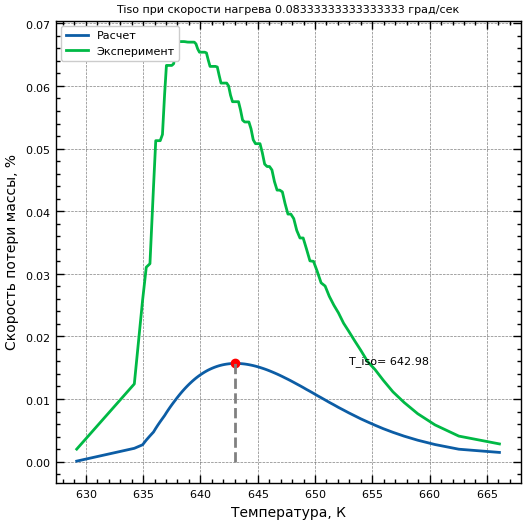 Tiso при скорости нагрева 0.08333333333333333 град/сек
Расчет
Эксперимент
Скорость потери массы, %
0.07
0.06
0.05
0.04
0.03
0.02
0.01
0.00
T_iso= 642.98
630 635 640 645 650 655 660 665
Температура, К